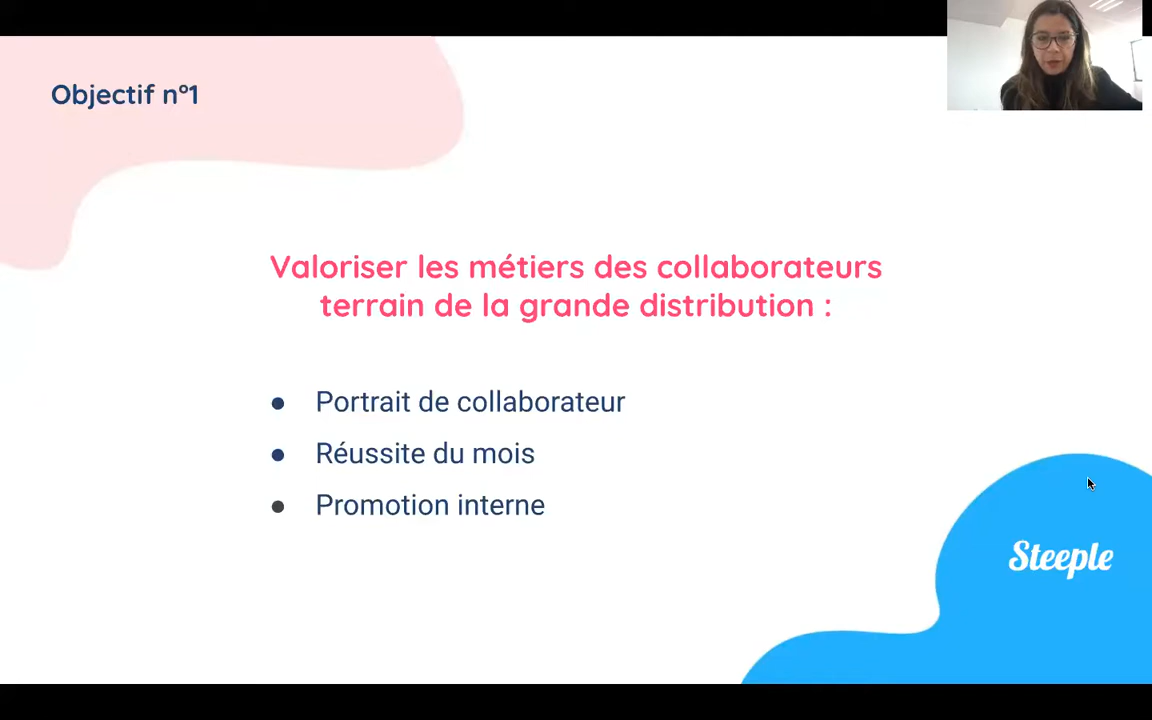 Objectif n°1
Valoriser les métiers des collaborateurs
terrain de la grande distribution :
● Portrait de collaborateur
● Réussite du mois
● Promotion interne
Steeple